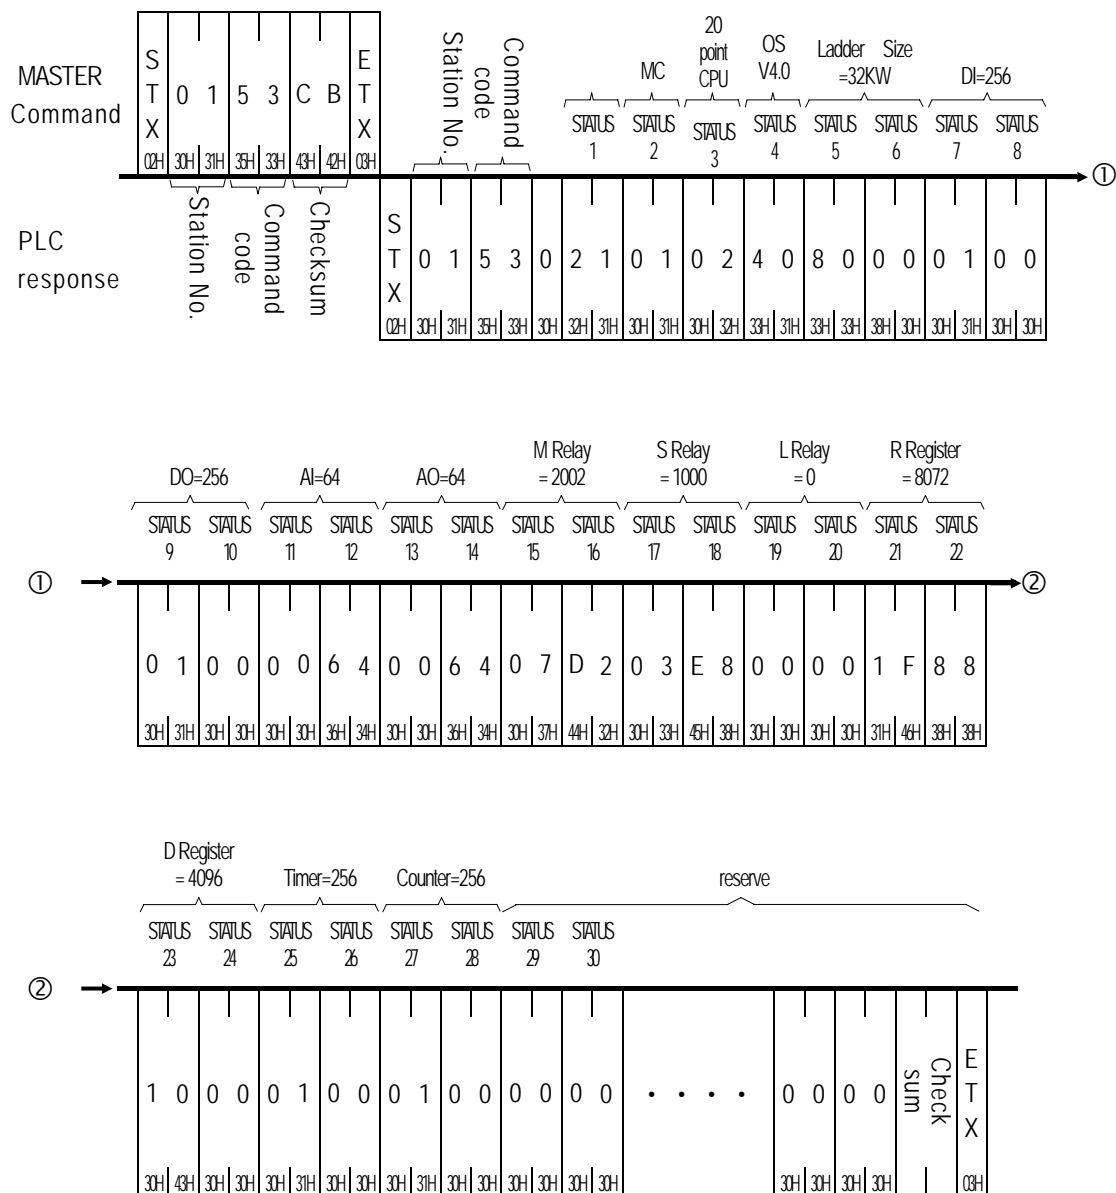 MASTER
Command
STX 0 1 5 3 C B ETX
02H 30H 31H 35H 33H 43H 42H 03H
Station No.
Command code
Checksum
PLC
response
Station No.
Command code
MC
20 point CPU
OS V4.0
Ladder Size =32KW
DI=256
STATUS 1 STATUS 2 STATUS 3 STATUS 4 STATUS 5 STATUS 6 STATUS 7 STATUS 8
①
STX 0 1 5 3 0 2 1 0 1 0 2 4 0 8 0 0 0 0 1 0 0
02H 30H 31H 35H 33H 30H 32H 31H 30H 31H 30H 32H 33H 31H 33H 33H 38H 30H 30H 31H 30H 30H
DO=256
AI=64
AO=64
M Relay = 2002
S Relay = 1000
L Relay = 0
R Register = 8072
STATUS 9 STATUS 10 STATUS 11 STATUS 12 STATUS 13 STATUS 14 STATUS 15 STATUS 16 STATUS 17 STATUS 18 STATUS 19 STATUS 20 STATUS 21 STATUS 22
① ②
0 1 0 0 0 0 6 4 0 0 6 4 0 7 D 2 0 3 E 8 0 0 0 0 1 F 8 8
30H 31H 30H 30H 30H 30H 36H 34H 30H 30H 36H 34H 30H 37H 44H 32H 30H 33H 45H 38H 30H 30H 30H 30H 31H 46H 38H 38H
D Register = 4096
Timer=256
Counter=256
reserve
STATUS 23 STATUS 24 STATUS 25 STATUS 26 STATUS 27 STATUS 28 STATUS 29 STATUS 30
②
1 0 0 0 0 1 0 0 0 1 0 0 0 0 0 0 · · · · 0 0 0 0 Check sum ETX
30H 43H 30H 30H 30H 31H 30H 30H 30H 31H 30H 30H 30H 30H 30H 30H 30H 30H 30H 30H 03H